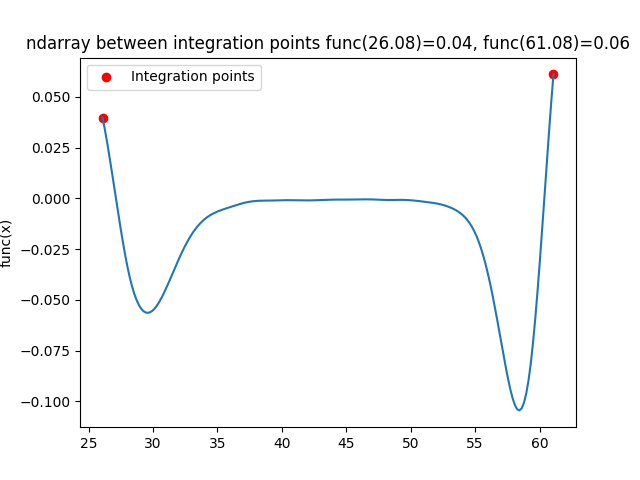 ndarray between integration points func(26.08)=0.04, func(61.08)=0.06
Integration points
func(x)
0.050
0.025
0.000
−0.025
−0.050
−0.075
−0.100
25 30 35 40 45 50 55 60